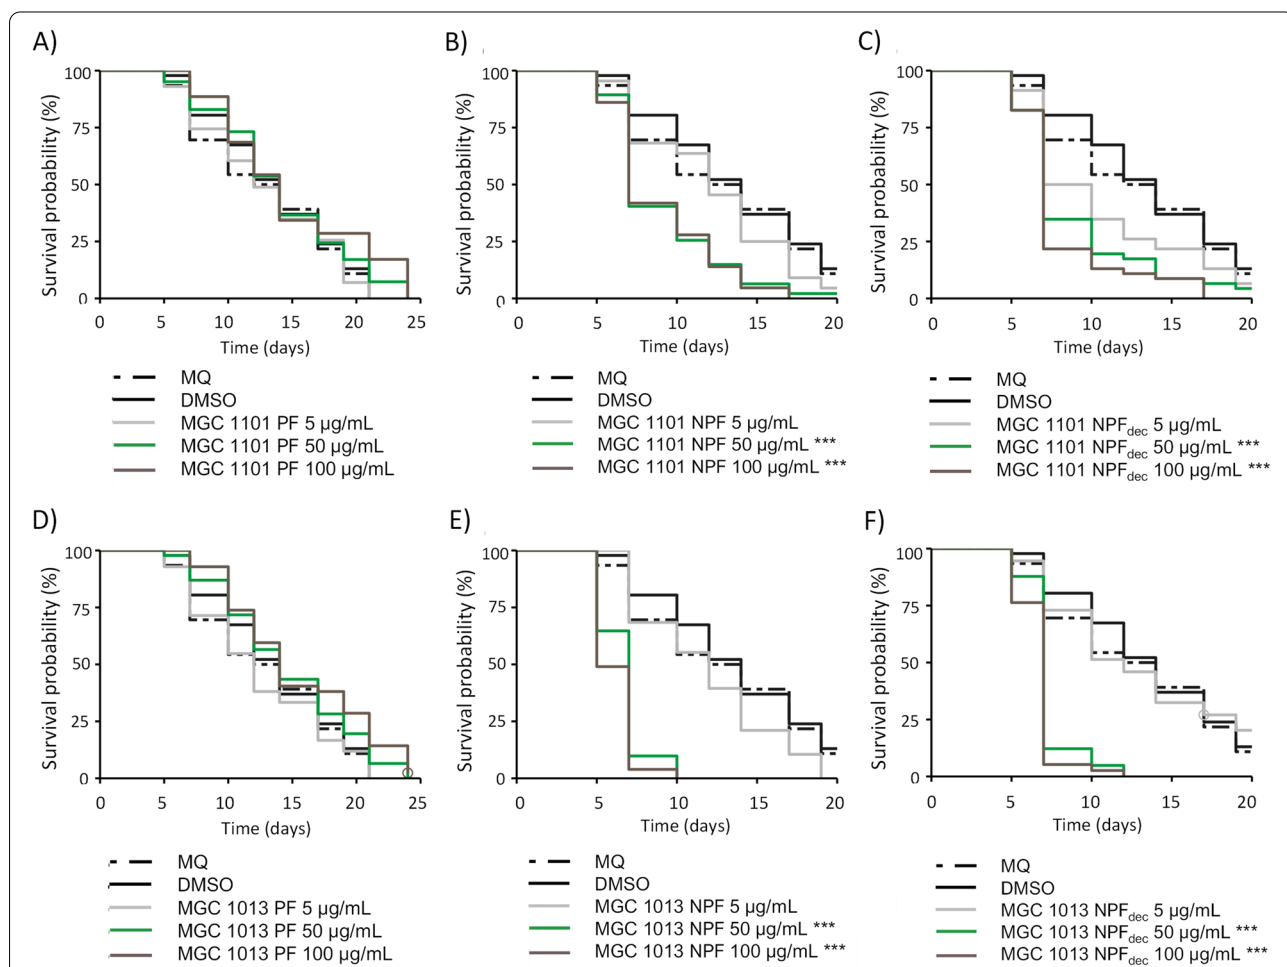 A)
Survival probability (%)
100
75
50
25
0
0 5 10 15 20 25
Time (days)
MQ
DMSO
MGC 1101 PF 5 µg/mL
MGC 1101 PF 50 µg/mL
MGC 1101 PF 100 µg/mL
B)
Survival probability (%)
100
75
50
25
0
0 5 10 15 20
Time (days)
MQ
DMSO
MGC 1101 NPF 5 µg/mL
MGC 1101 NPF 50 µg/mL ***
MGC 1101 NPF 100 µg/mL ***
C)
Survival probability (%)
100
75
50
25
0
0 5 10 15 20
Time (days)
MQ
DMSO
MGC 1101 NPFdec 5 µg/mL
MGC 1101 NPFdec 50 µg/mL ***
MGC 1101 NPFdec 100 µg/mL ***
D)
Survival probability (%)
100
75
50
25
0
0 5 10 15 20 25
Time (days)
MQ
DMSO
MGC 1013 PF 5 µg/mL
MGC 1013 PF 50 µg/mL
MGC 1013 PF 100 µg/mL
E)
Survival probability (%)
100
75
50
25
0
0 5 10 15 20
Time (days)
MQ
DMSO
MGC 1013 NPF 5 µg/mL
MGC 1013 NPF 50 µg/mL ***
MGC 1013 NPF 100 µg/mL ***
F)
Survival probability (%)
100
75
50
25
0
0 5 10 15 20
Time (days)
MQ
DMSO
MGC 1013 NPFdec 5 µg/mL
MGC 1013 NPFdec 50 µg/mL ***
MGC 1013 NPFdec 100 µg/mL ***